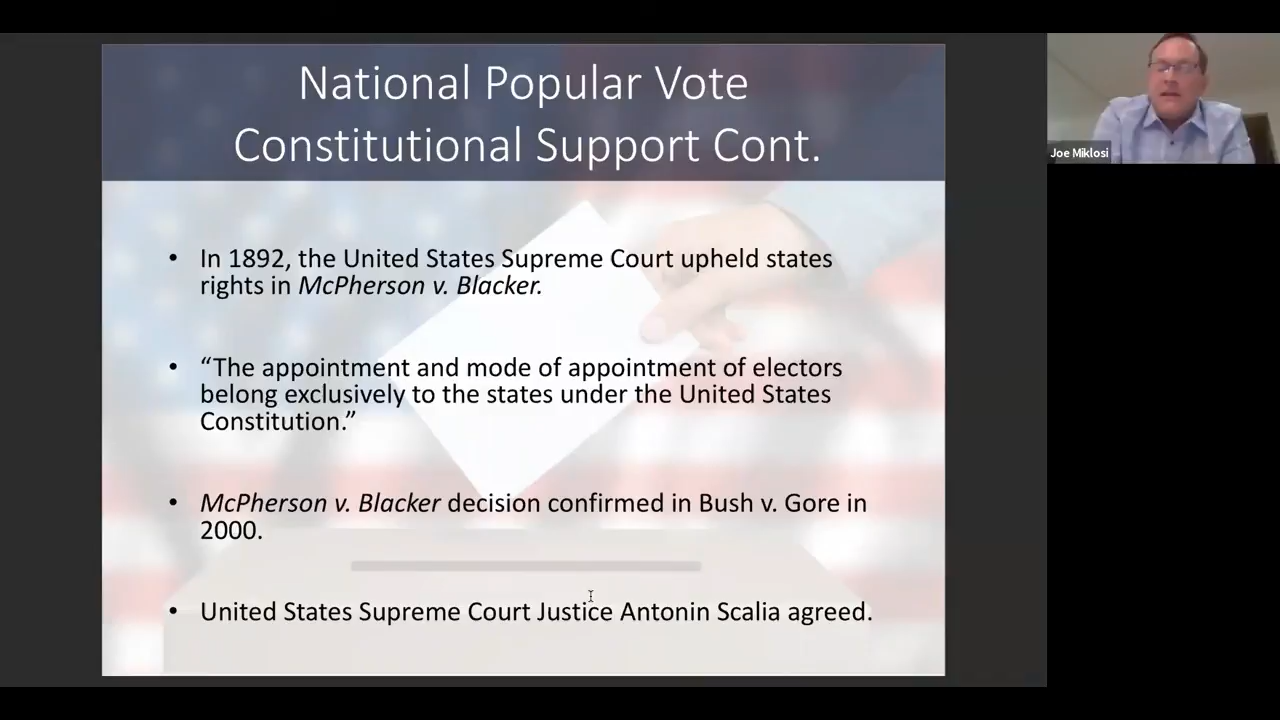 National Popular Vote
Constitutional Support Cont.
Joe Miklosi
• In 1892, the United States Supreme Court upheld states
rights in McPherson v. Blacker.
• “The appointment and mode of appointment of electors
belong exclusively to the states under the United States
Constitution.”
• McPherson v. Blacker decision confirmed in Bush v. Gore in
2000.
• United States Supreme Court Justice Antonin Scalia agreed.